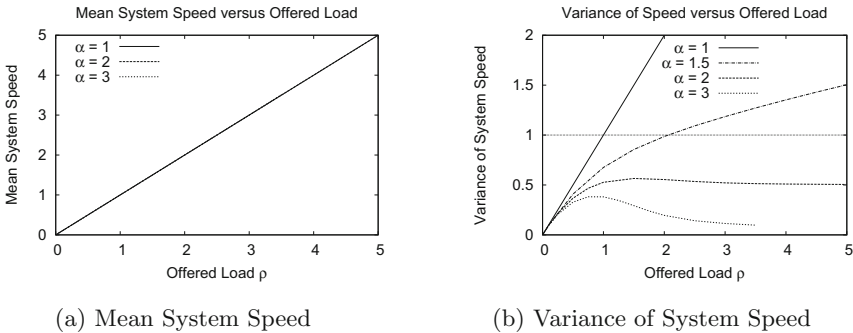 Mean System Speed versus Offered Load
5
4
3
2
1
0
0 1 2 3 4 5
Mean System Speed
Offered Load ρ
α = 1
α = 2
α = 3
(a) Mean System Speed
Variance of Speed versus Offered Load
2
1.5
1
0.5
0
0 1 2 3 4 5
Variance of System Speed
Offered Load ρ
α = 1
α = 1.5
α = 2
α = 3
(b) Variance of System Speed